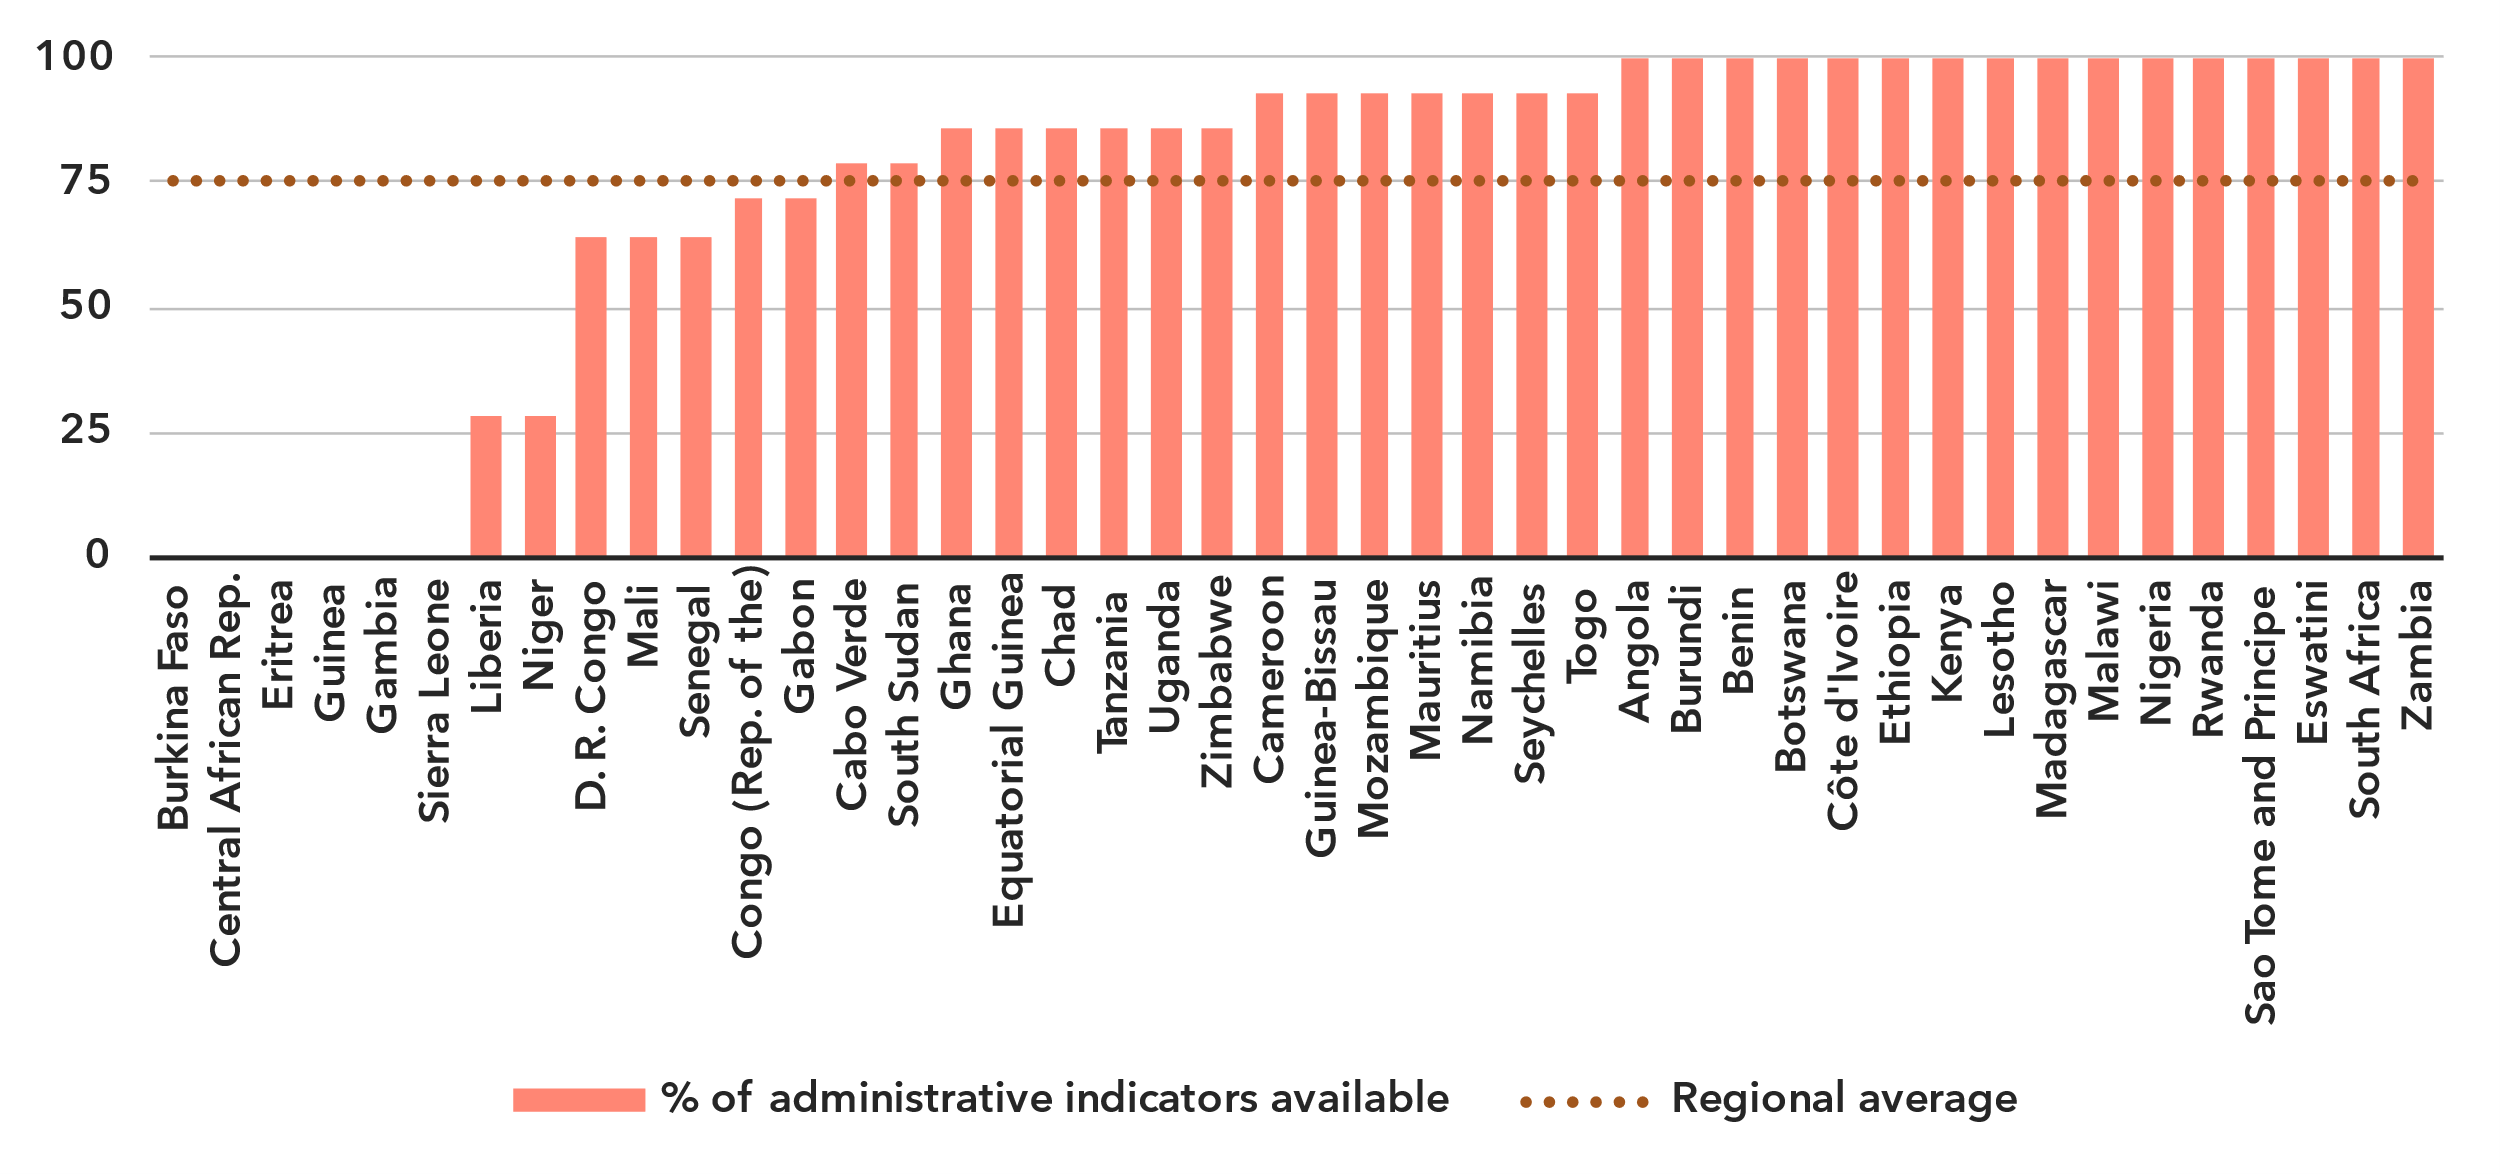 100
75
50
25
0
Burkina Faso
Central African Rep.
Eritrea
Guinea
Gambia
Sierra Leone
Liberia
Niger
D. R. Congo
Mali
Senegal
Congo (Rep. of the)
Gabon
Cabo Verde
South Sudan
Ghana
Equatorial Guinea
Chad
Tanzania
Uganda
Zimbabwe
Cameroon
Guinea-Bissau
Mozambique
Mauritius
Namibia
Seychelles
Togo
Angola
Burundi
Benin
Botswana
Côte d'Ivoire
Ethiopia
Kenya
Lesotho
Madagascar
Malawi
Nigeria
Rwanda
Sao Tome and Principe
Eswatini
South Africa
Zambia
% of administrative indicators available
Regional average